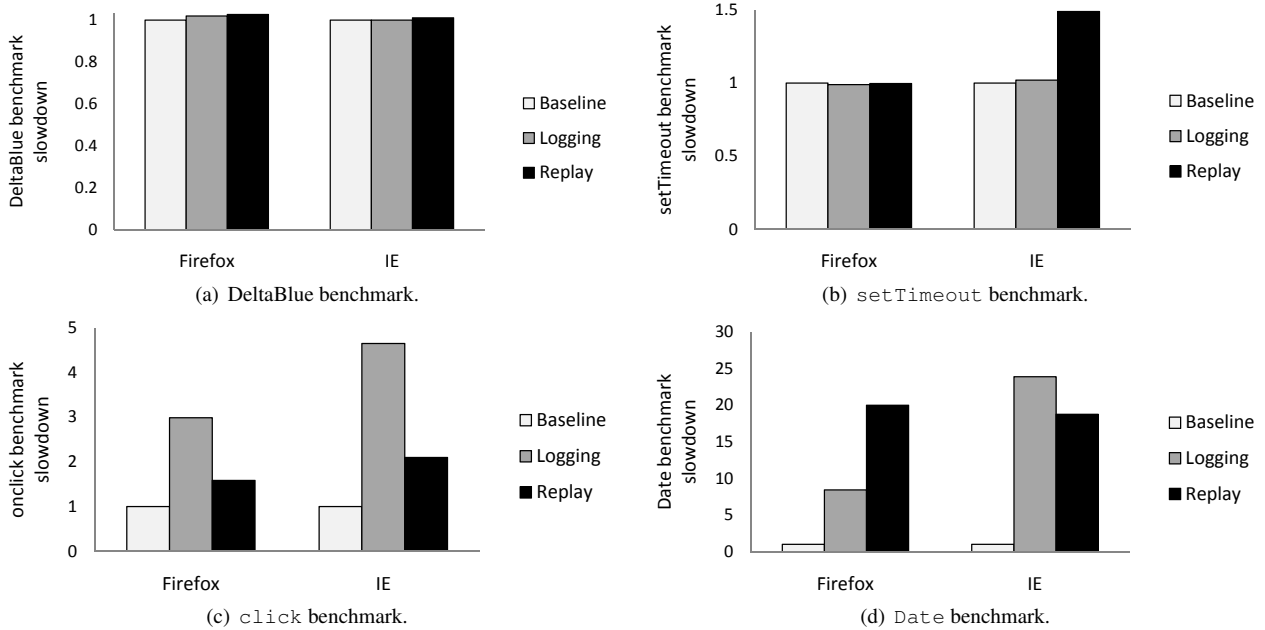 DeltaBlue benchmark
slowdown
1
0.8
0.6
0.4
0.2
0
Firefox
IE
Baseline
Logging
Replay
(a) DeltaBlue benchmark.
setTimeout benchmark
slowdown
1.5
1
0.5
0
Firefox
IE
Baseline
Logging
Replay
(b) setTimeout benchmark.
onclick benchmark
slowdown
5
4
3
2
1
0
Firefox
IE
Baseline
Logging
Replay
(c) click benchmark.
Date benchmark
slowdown
30
25
20
15
10
5
0
Firefox
IE
Baseline
Logging
Replay
(d) Date benchmark.